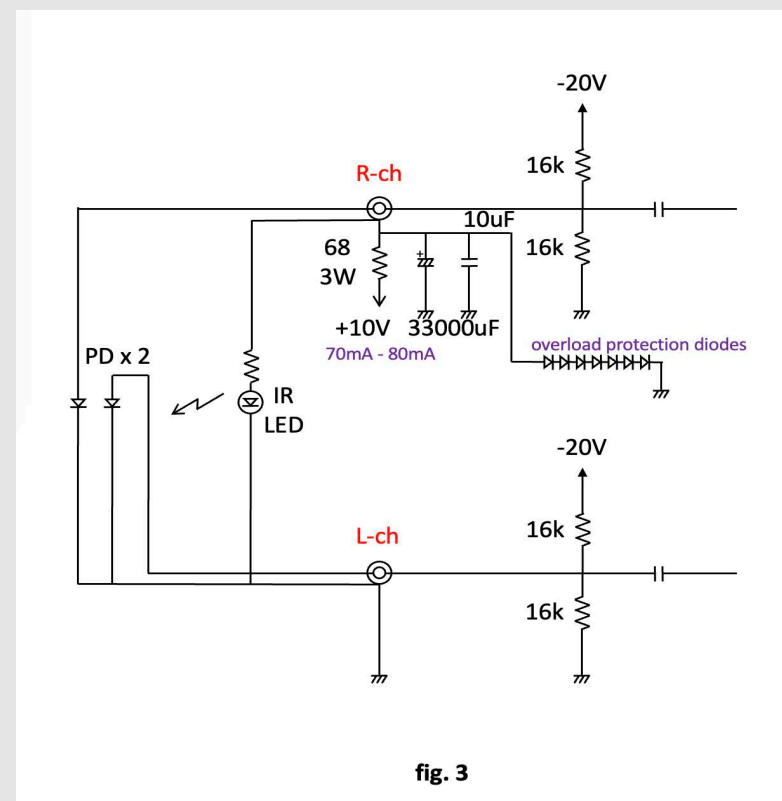 -20V
16k
R-ch
10uF
68
3W
16k
+
+10V
33000uF
70mA - 80mA
overload protection diodes
PD x 2
IR
LED
-20V
L-ch
16k
16k
fig. 3